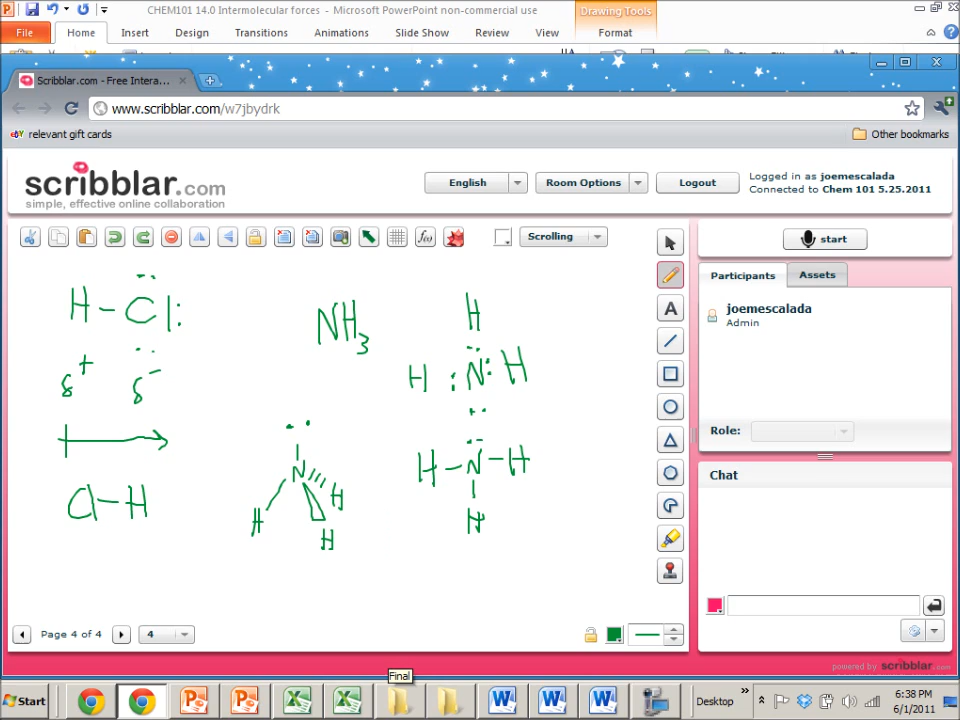 CHEM101 14.0 Intermolecular forces - Microsoft PowerPoint non-commercial use
Drawing Tools
File Home Insert Design Transitions Animations Slide Show Review View Format
Scribblar.com - Free Intera...
www.scribblar.com/w7jbydrk
relevant gift cards
Other bookmarks
scribblar.com
simple, effective online collaboration
English
Room Options
Logout
Logged in as joemescalada
Connected to Chem 101 5.25.2011
f(x)
Scrolling
start
Participants
Assets
joemescalada
Admin
Role:
Chat
A
H - Cl:
δ+ δ-
Cl-H
NH3
H
H :N: H
H-N-H
H
N
H
H
H
Page 4 of 4
4
powered by scribblar.com
Final
Start
Desktop
6:38 PM
6/1/2011